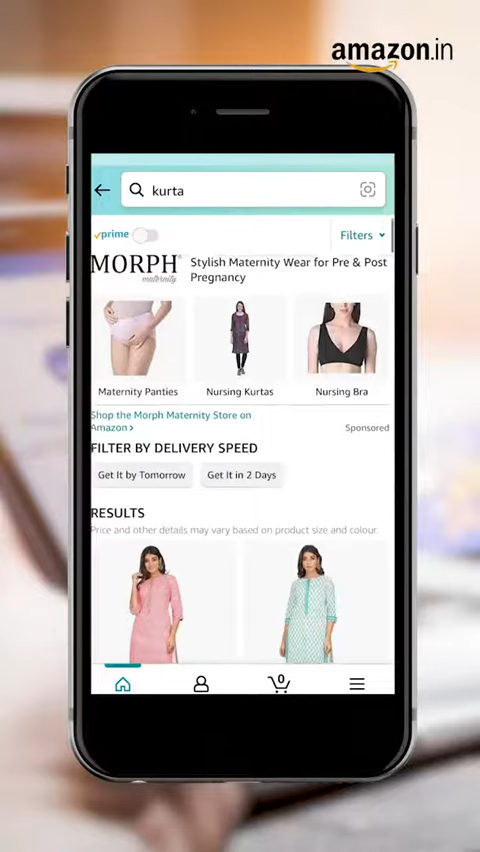 amazon.in
kurta
prime
Filters
MORPH
maternity
Stylish Maternity Wear for Pre & Post
Pregnancy
Maternity Panties
Nursing Kurtas
Nursing Bra
Shop the Morph Maternity Store on
Amazon
Sponsored
FILTER BY DELIVERY SPEED
Get It by Tomorrow
Get It in 2 Days
RESULTS
Price and other details may vary based on product size and colour.
0